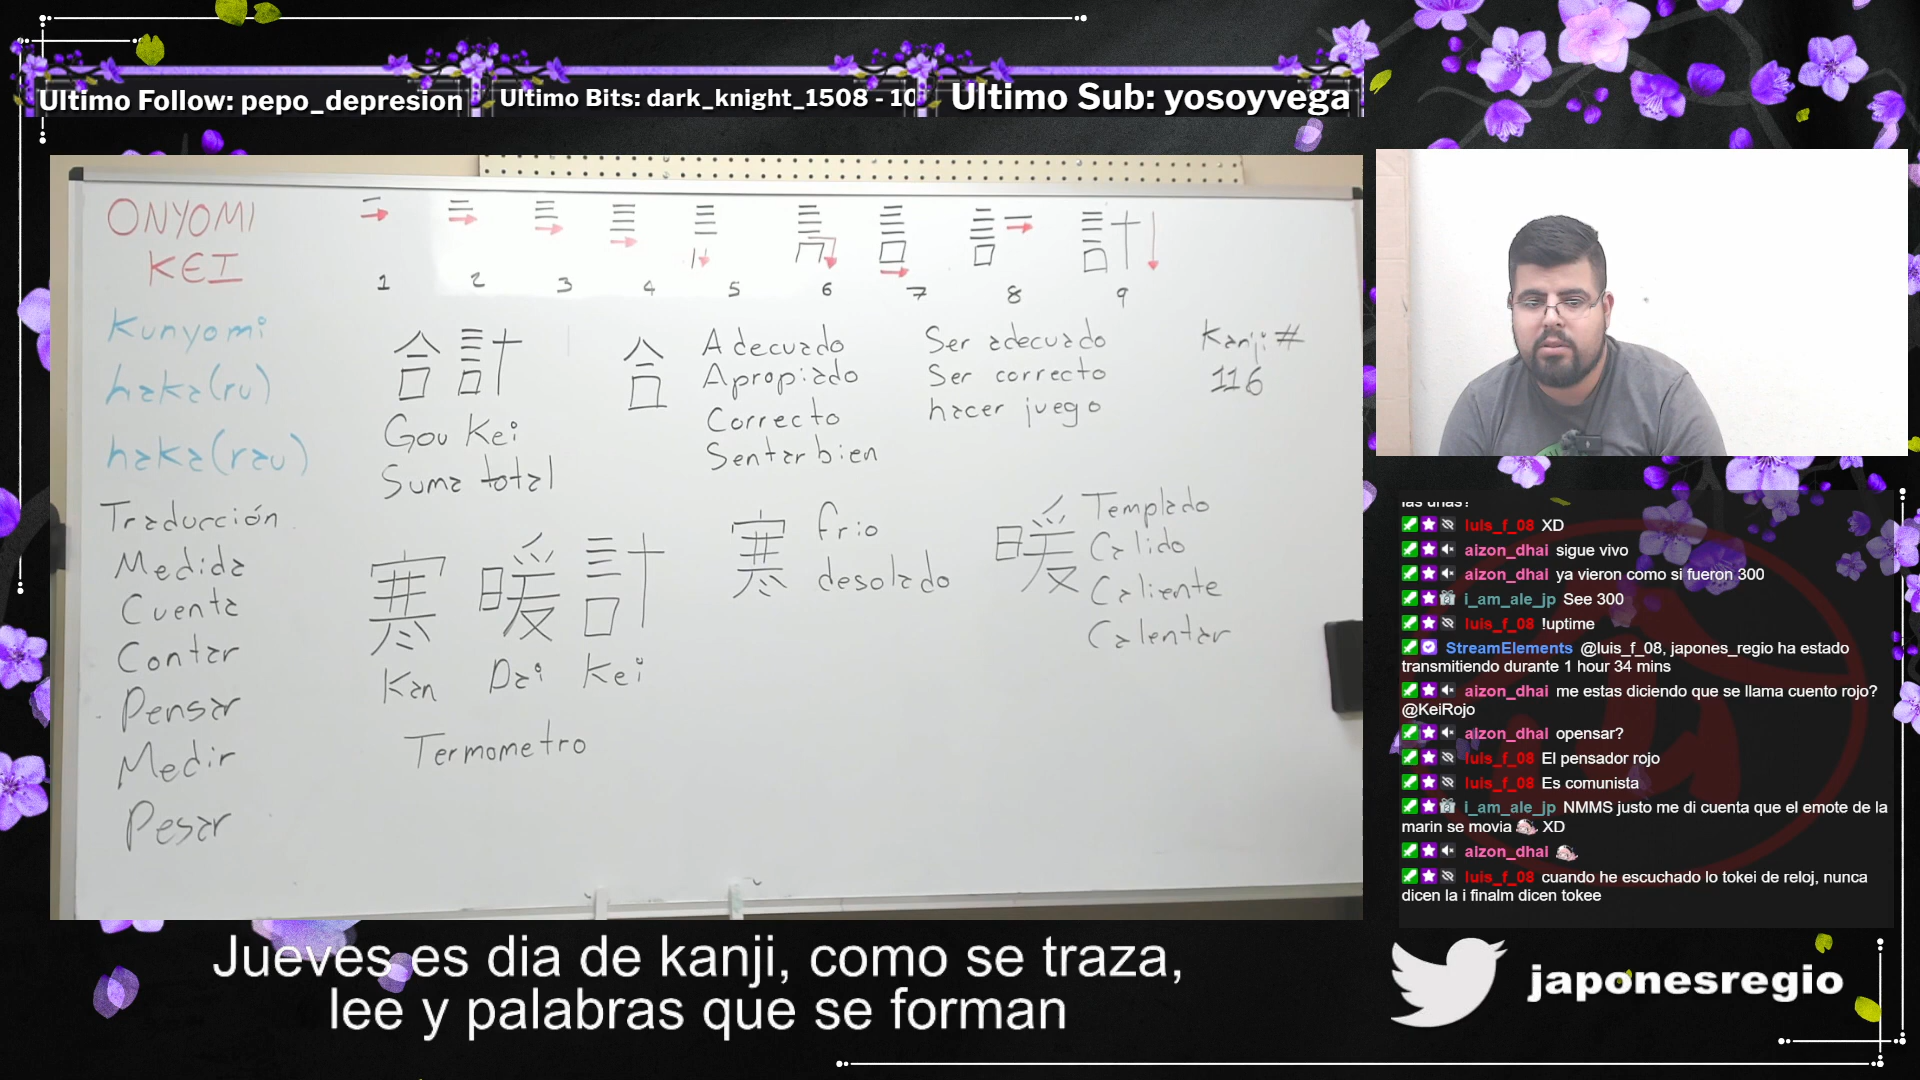 Ultimo Follow: pepo_depresion
Ultimo Bits: dark_knight_1508 - 10
Ultimo Sub: yosoyvega
ONYOMI
KEI
Kunyomi
haka(ru)
haka(rau)
Traducción
Medida
Cuenta
Contar
Pensar
Medir
Pesar
1 2 3 4 5 6 7 8 9
合計
Gou Kei
Suma total
合
Adecuado
Apropiado
Correcto
Sentar bien
Ser adecuado
Ser correcto
hacer juego
Kanji #
116
寒暖計
Kan Dai Kei
Termometro
寒
frio
desolado
暖
Templado
Calido
Caliente
Calentar
las uñas?
luis_f_08 XD
aizon_dhai sigue vivo
aizon_dhai ya vieron como si fueron 300
i_am_ale_jp See 300
luis_f_08 !uptime
StreamElements @luis_f_08, japones_regio ha estado
transmitiendo durante 1 hour 34 mins
aizon_dhai me estas diciendo que se llama cuento rojo?
@KeiRojo
aizon_dhai opensar?
luis_f_08 El pensador rojo
luis_f_08 Es comunista
i_am_ale_jp NMMS justo me di cuenta que el emote de la
marin se movia XD
aizon_dhai
luis_f_08 cuando he escuchado lo tokei de reloj, nunca
dicen la i finalm dicen tokee
Jueves es dia de kanji, como se traza,
lee y palabras que se forman
japonesregio